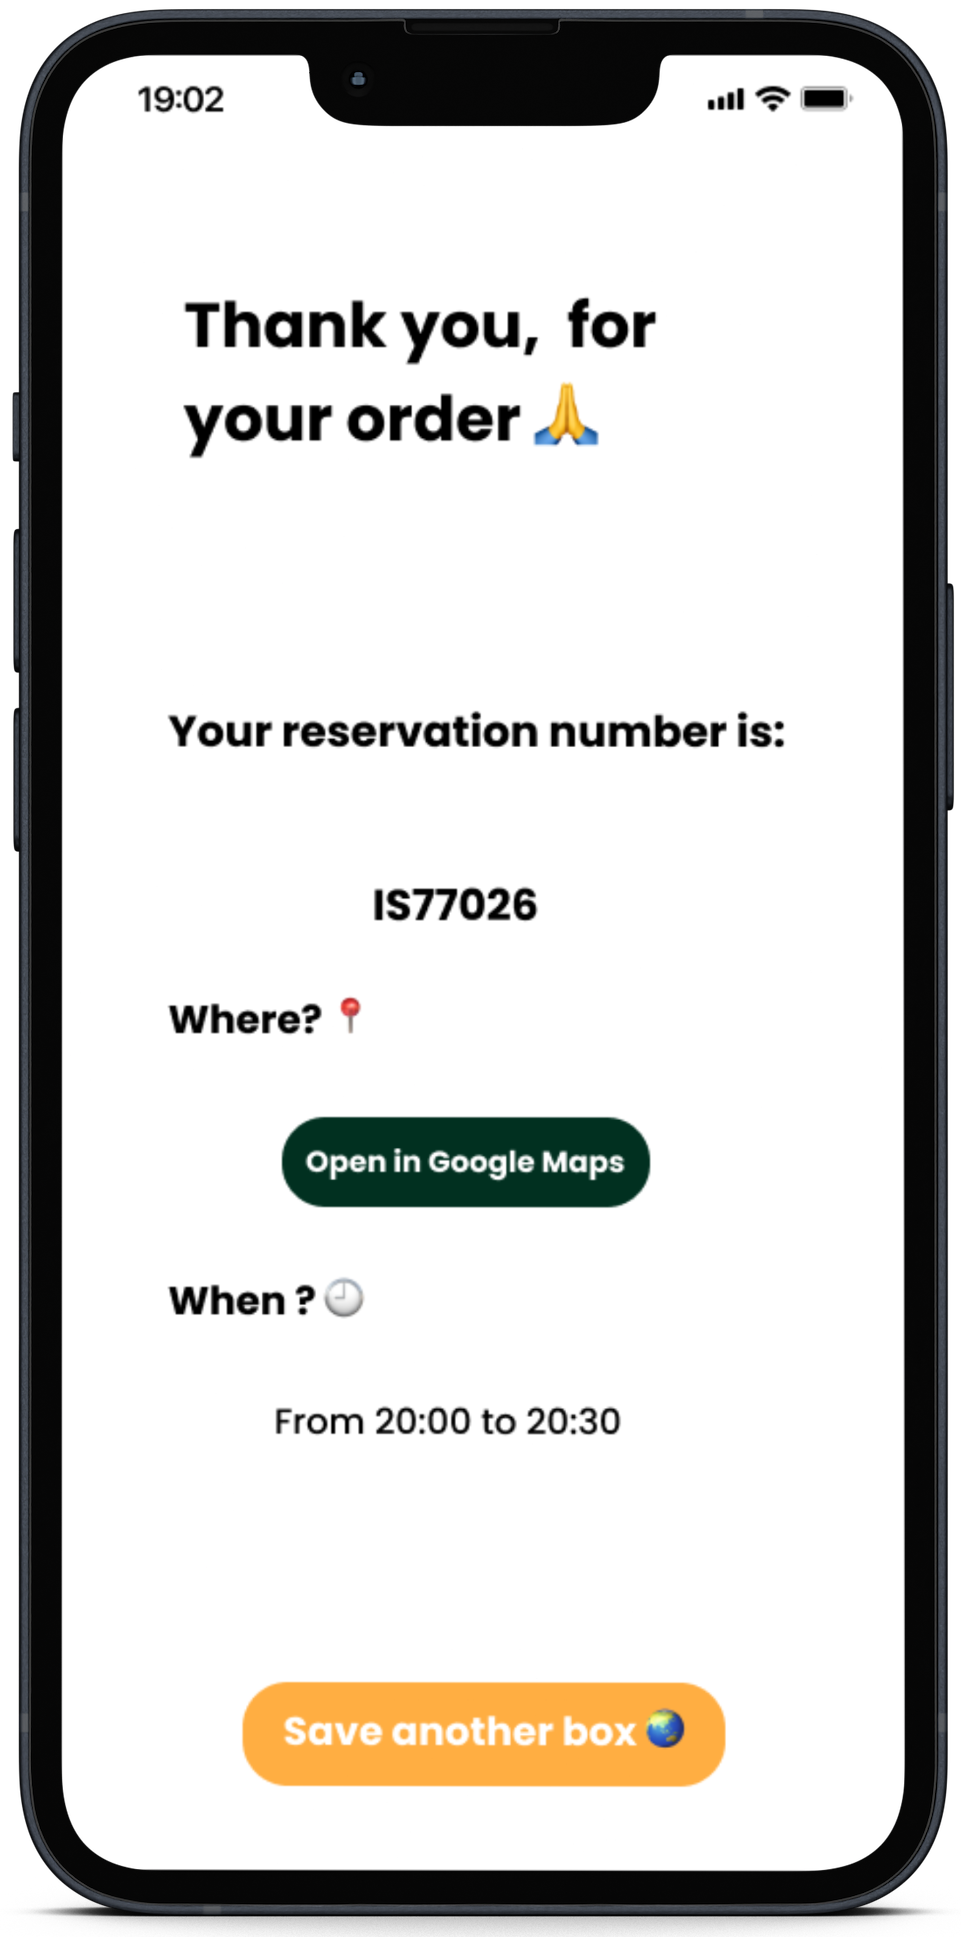 19:02
Thank you,  for
your order 🙏
Your reservation number is:
IS77026
Where? 📍
Open in Google Maps
When ? 🕘
From 20:00 to 20:30
Save another box 🌏